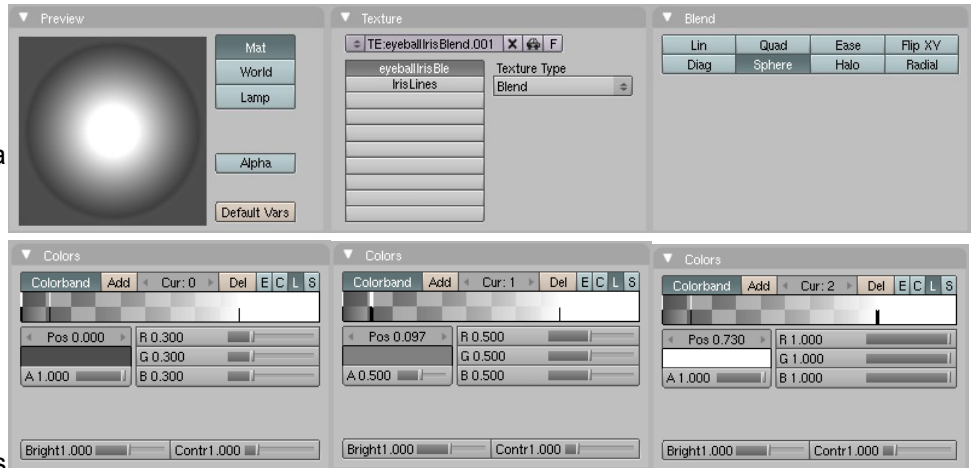 Preview
Mat
World
Lamp
Alpha
Default Vars
a
Texture
TE:eyeballIrisBlend.001 X F
eyeballIrisBle
IrisLines
Texture Type
Blend
Blend
Lin Quad Ease Flip XY
Diag Sphere Halo Radial
Colors
Colorband Add Cur: 0 Del E C L S
Pos 0.000 R 0.300
G 0.300
A 1.000 B 0.300
Bright1.000 Contr1.000
Colors
Colorband Add Cur: 1 Del E C L S
Pos 0.097 R 0.500
G 0.500
A 0.500 B 0.500
Bright1.000 Contr1.000
Colors
Colorband Add Cur: 2 Del E C L S
Pos 0.730 R 1.000
G 1.000
A 1.000 B 1.000
Bright1.000 Contr1.000
s